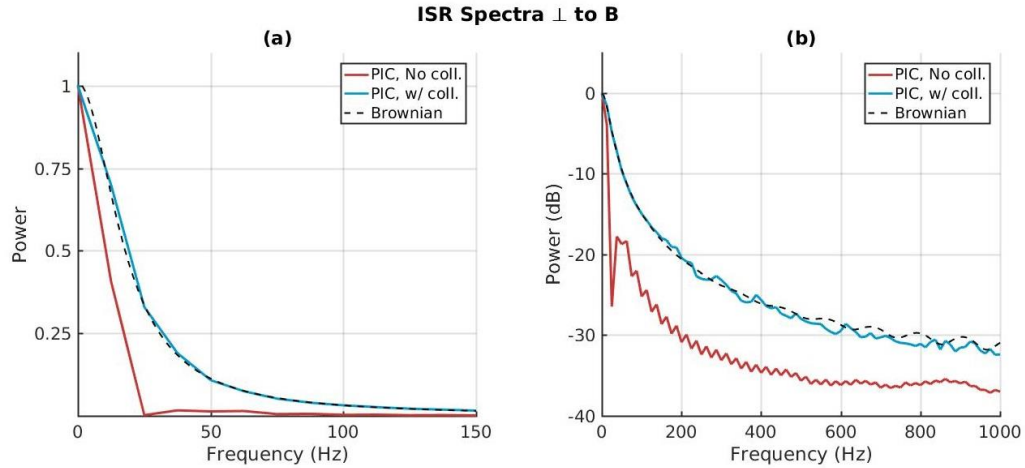 ISR Spectra ⊥ to B
(a)
PIC, No coll.
PIC, w/ coll.
Brownian
Power
1
0.75
0.5
0.25
0
50
100
150
Frequency (Hz)
(b)
PIC, No coll.
PIC, w/ coll.
Brownian
Power (dB)
0
-10
-20
-30
-40
0
200
400
600
800
1000
Frequency (Hz)